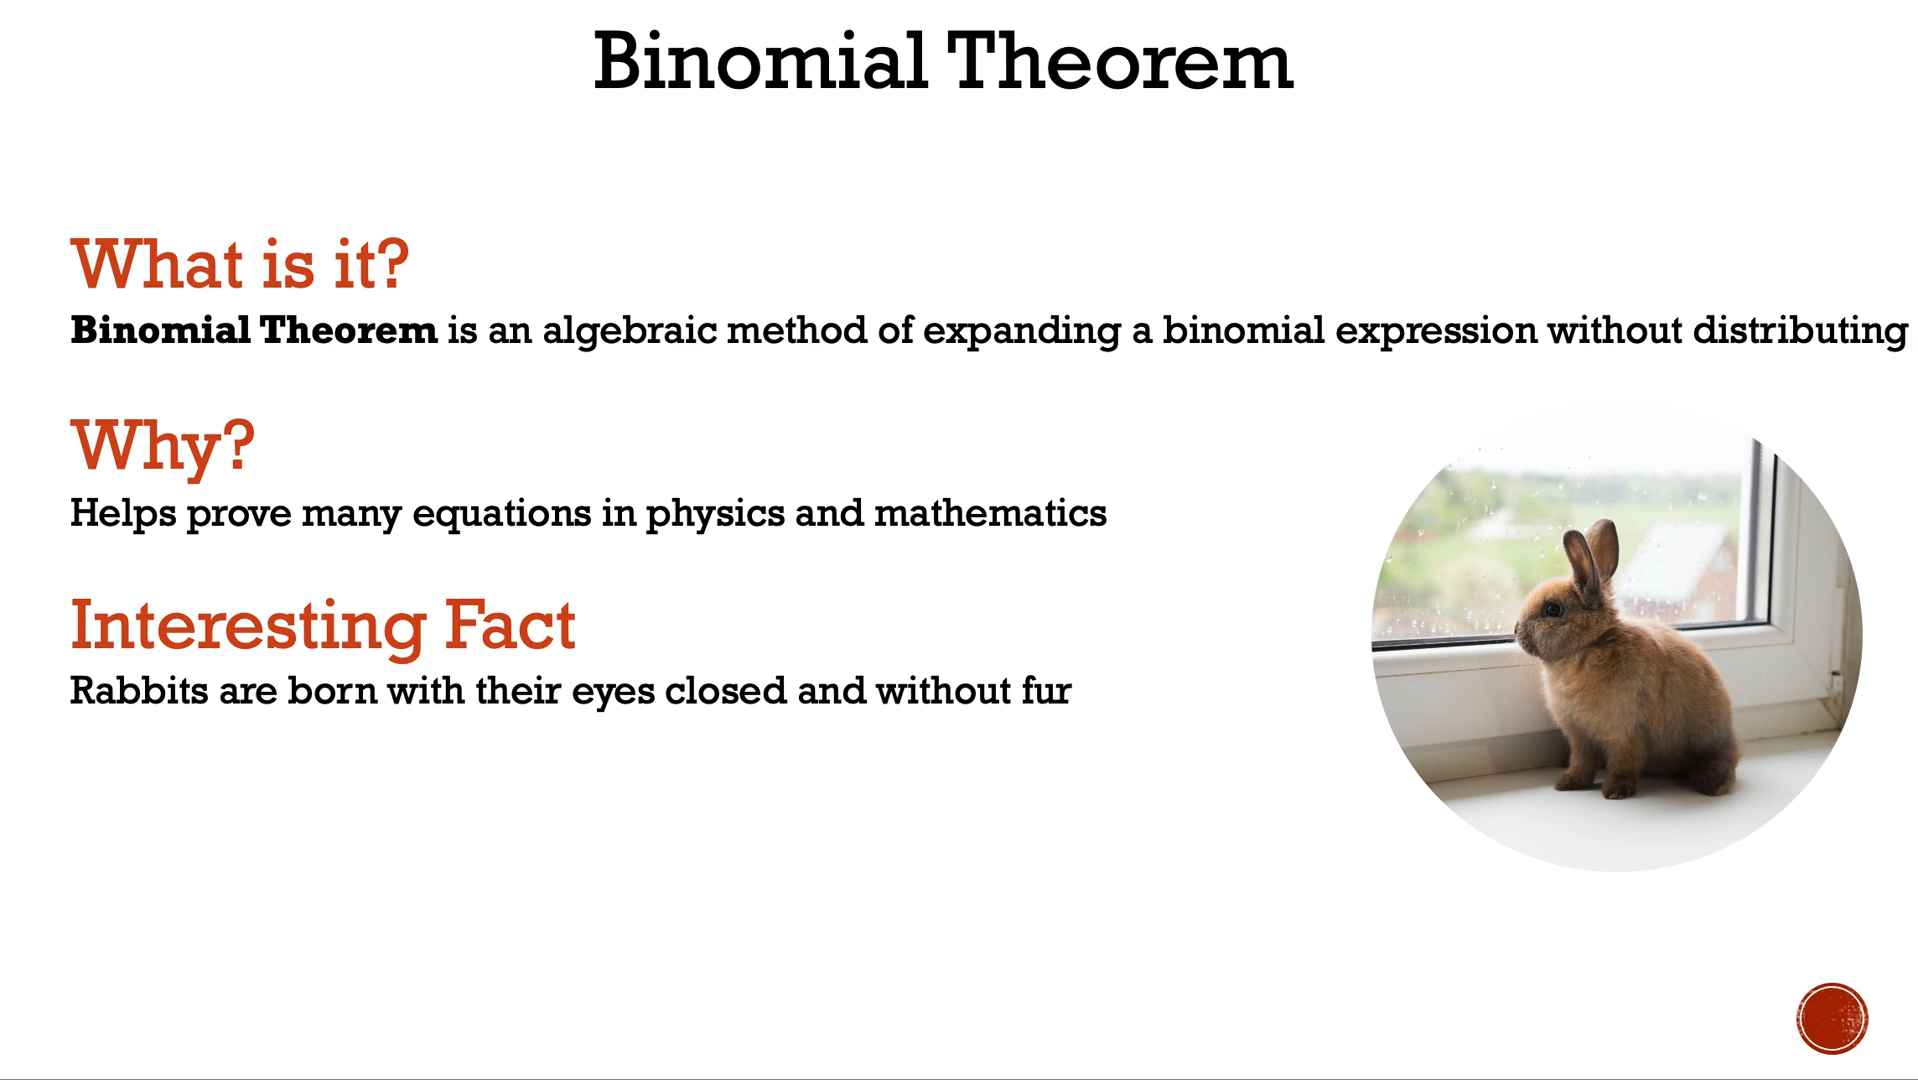 Binomial Theorem
What is it?
Binomial Theorem is an algebraic method of expanding a binomial expression without distributing
Why?
Helps prove many equations in physics and mathematics
Interesting Fact
Rabbits are born with their eyes closed and without fur